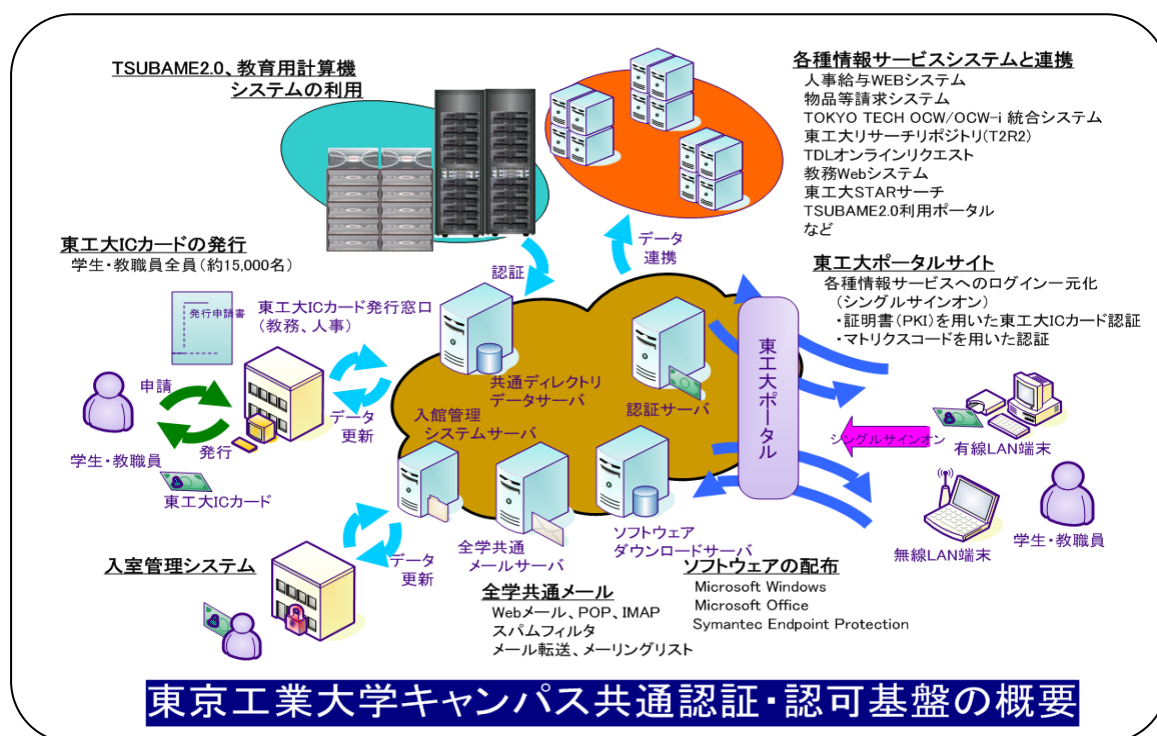 TSUBAME2.0、教育用計算機
システムの利用
各種情報サービスシステムと連携
人事給与WEBシステム
物品等請求システム
TOKYO TECH OCW/OCW-i 統合システム
東工大リサーチリポジトリ(T2R2)
TDLオンラインリクエスト
教務Webシステム
東工大STARサーチ
TSUBAME2.0利用ポータル
など
東工大ICカードの発行
学生・教職員全員(約15,000名)
発行申請書
東工大ICカード発行窓口
(教務、人事)
認証
データ
連携
東工大ポータルサイト
各種情報サービスへのログイン一元化
(シングルサインオン)
・証明書(PKI)を用いた東工大ICカード認証
・マトリクスコードを用いた認証
申請
発行
学生・教職員
東工大ICカード
データ
更新
共通ディレクトリ
データサーバ
認証サーバ
東工大ポータル
シングルサインオン
有線LAN端末
入館管理
システムサーバ
全学共通
メールサーバ
ソフトウェア
ダウンロードサーバ
無線LAN端末
学生・教職員
入室管理システム
データ
更新
全学共通メール
Webメール、POP、IMAP
スパムフィルタ
メール転送、メーリングリスト
ソフトウェアの配布
Microsoft Windows
Microsoft Office
Symantec Endpoint Protection
東京工業大学キャンパス共通認証・認可基盤の概要